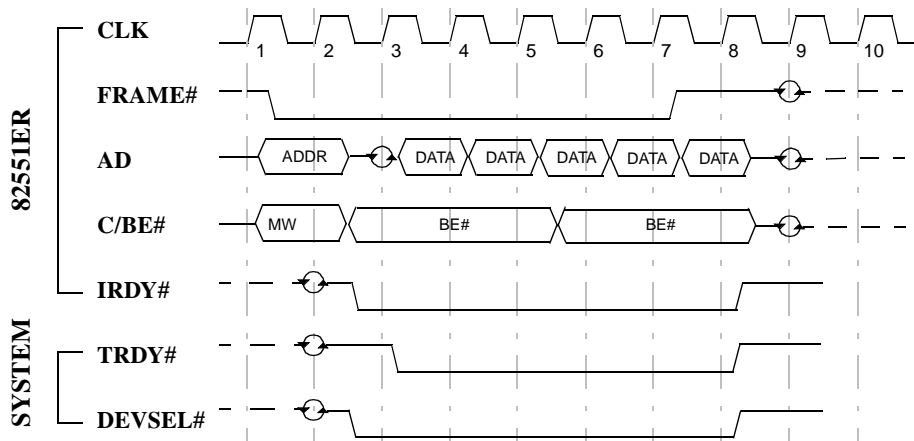 CLK
1 2 3 4 5 6 7 8 9 10
FRAME#
82551ER
AD
ADDR DATA DATA DATA DATA DATA
C/BE#
MW BE# BE#
IRDY#
SYSTEM
TRDY#
DEVSEL#